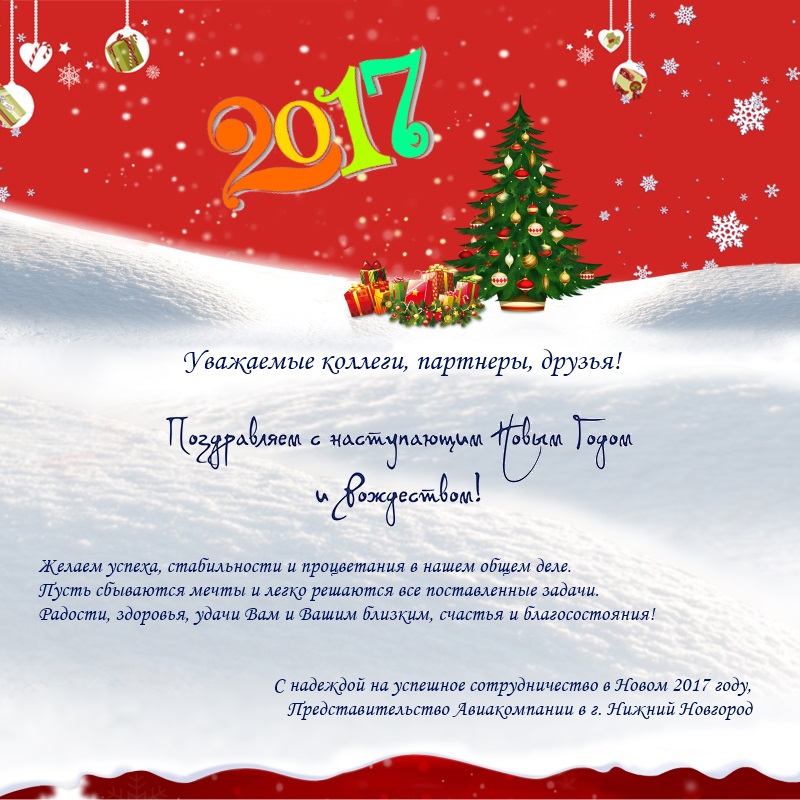 2017
Уважаемые коллеги, партнеры, друзья!
Поздравляем с наступающим Новым Годом
и Рождеством!
Желаем успеха, стабильности и процветания в нашем общем деле.
Пусть сбываются мечты и легко решаются все поставленные задачи.
Радости, здоровья, удачи Вам и Вашим близким, счастья и благосостояния!
С надеждой на успешное сотрудничество в Новом 2017 году,
Представительство Авиакомпании в г. Нижний Новгород